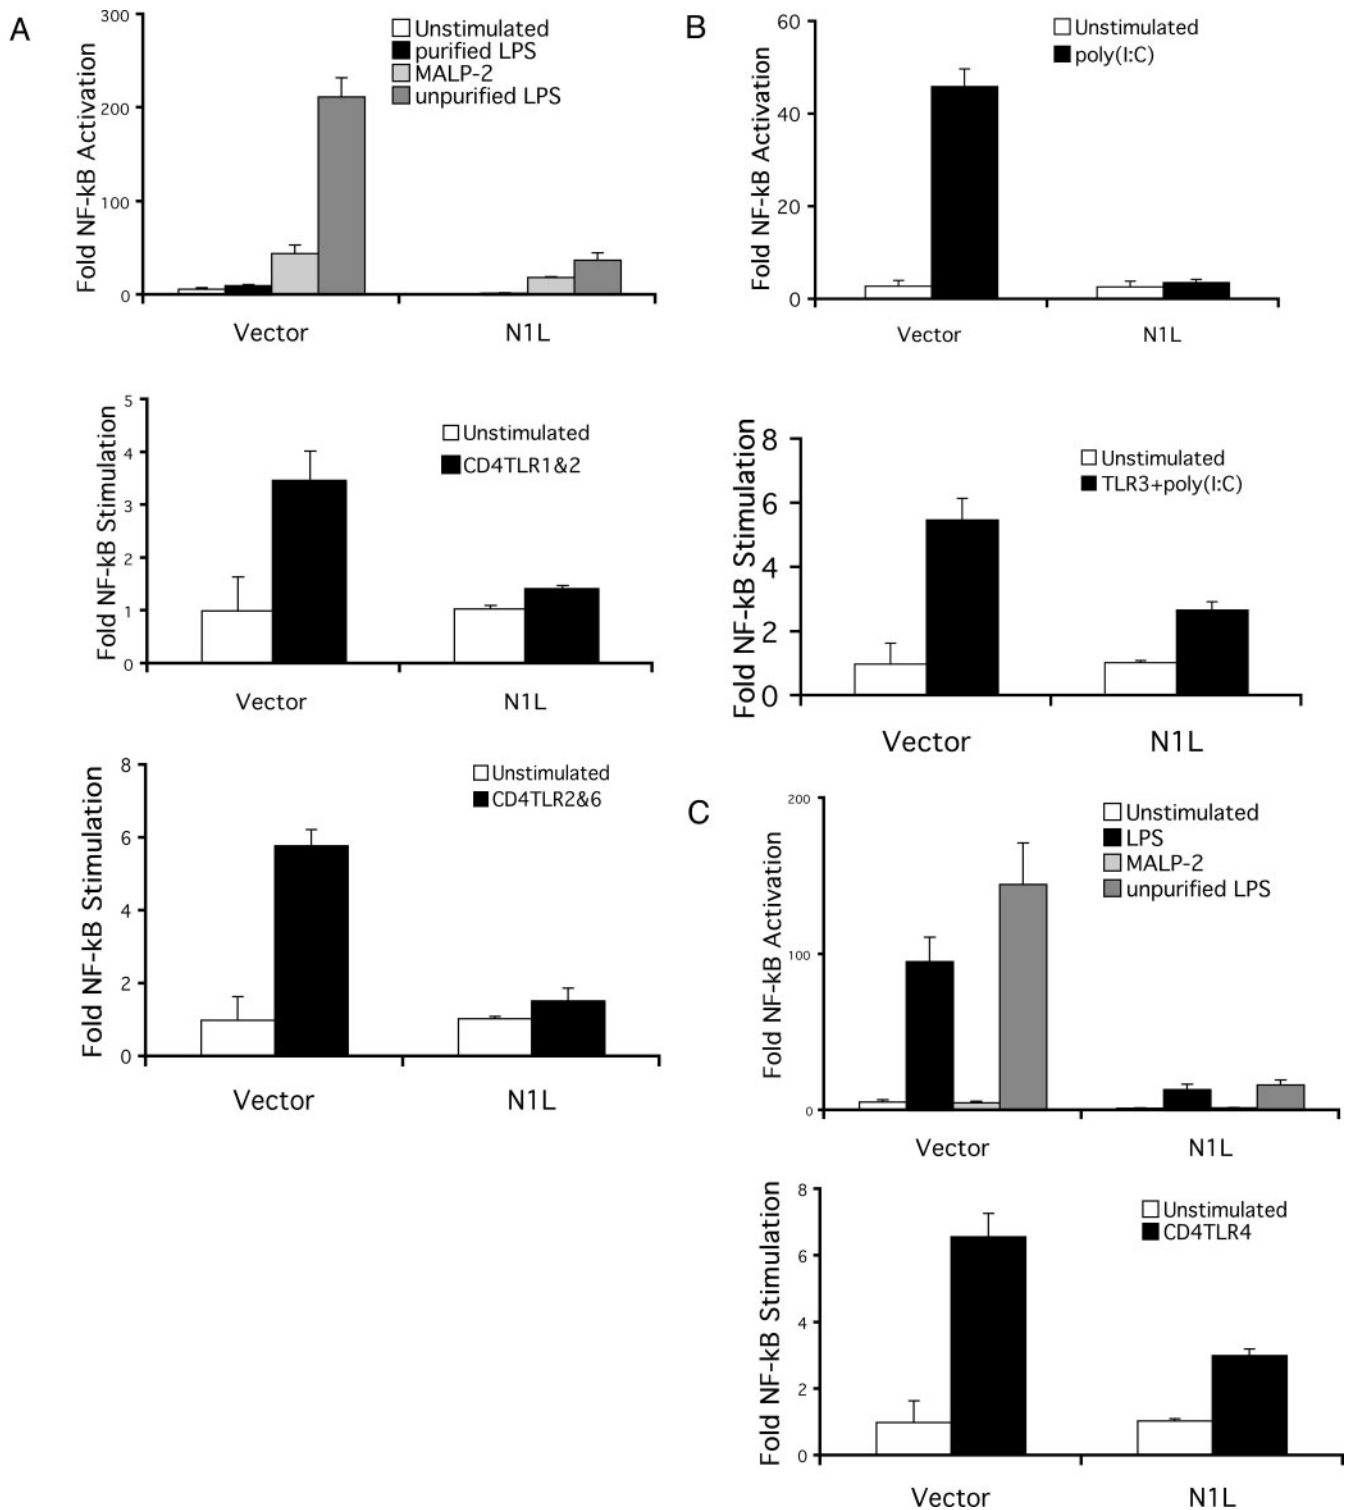 A
Fold NF-kB Activation
300
200
100
0
Unstimulated
purified LPS
MALP-2
unpurified LPS
Vector
N1L
Fold NF-kB Stimulation
5
4
3
2
1
0
Unstimulated
CD4TLR1&2
Vector
N1L
Fold NF-kB Stimulation
8
6
4
2
0
Unstimulated
CD4TLR2&6
Vector
N1L
B
Fold NF-kB Activation
60
40
20
0
Unstimulated
poly(I:C)
Vector
N1L
Fold NF-kB Stimulation
8
6
4
2
0
Unstimulated
TLR3+poly(I:C)
Vector
N1L
C
Fold NF-kB Activation
200
100
0
Unstimulated
LPS
MALP-2
unpurified LPS
Vector
N1L
Fold NF-kB Stimulation
8
6
4
2
0
Unstimulated
CD4TLR4
Vector
N1L